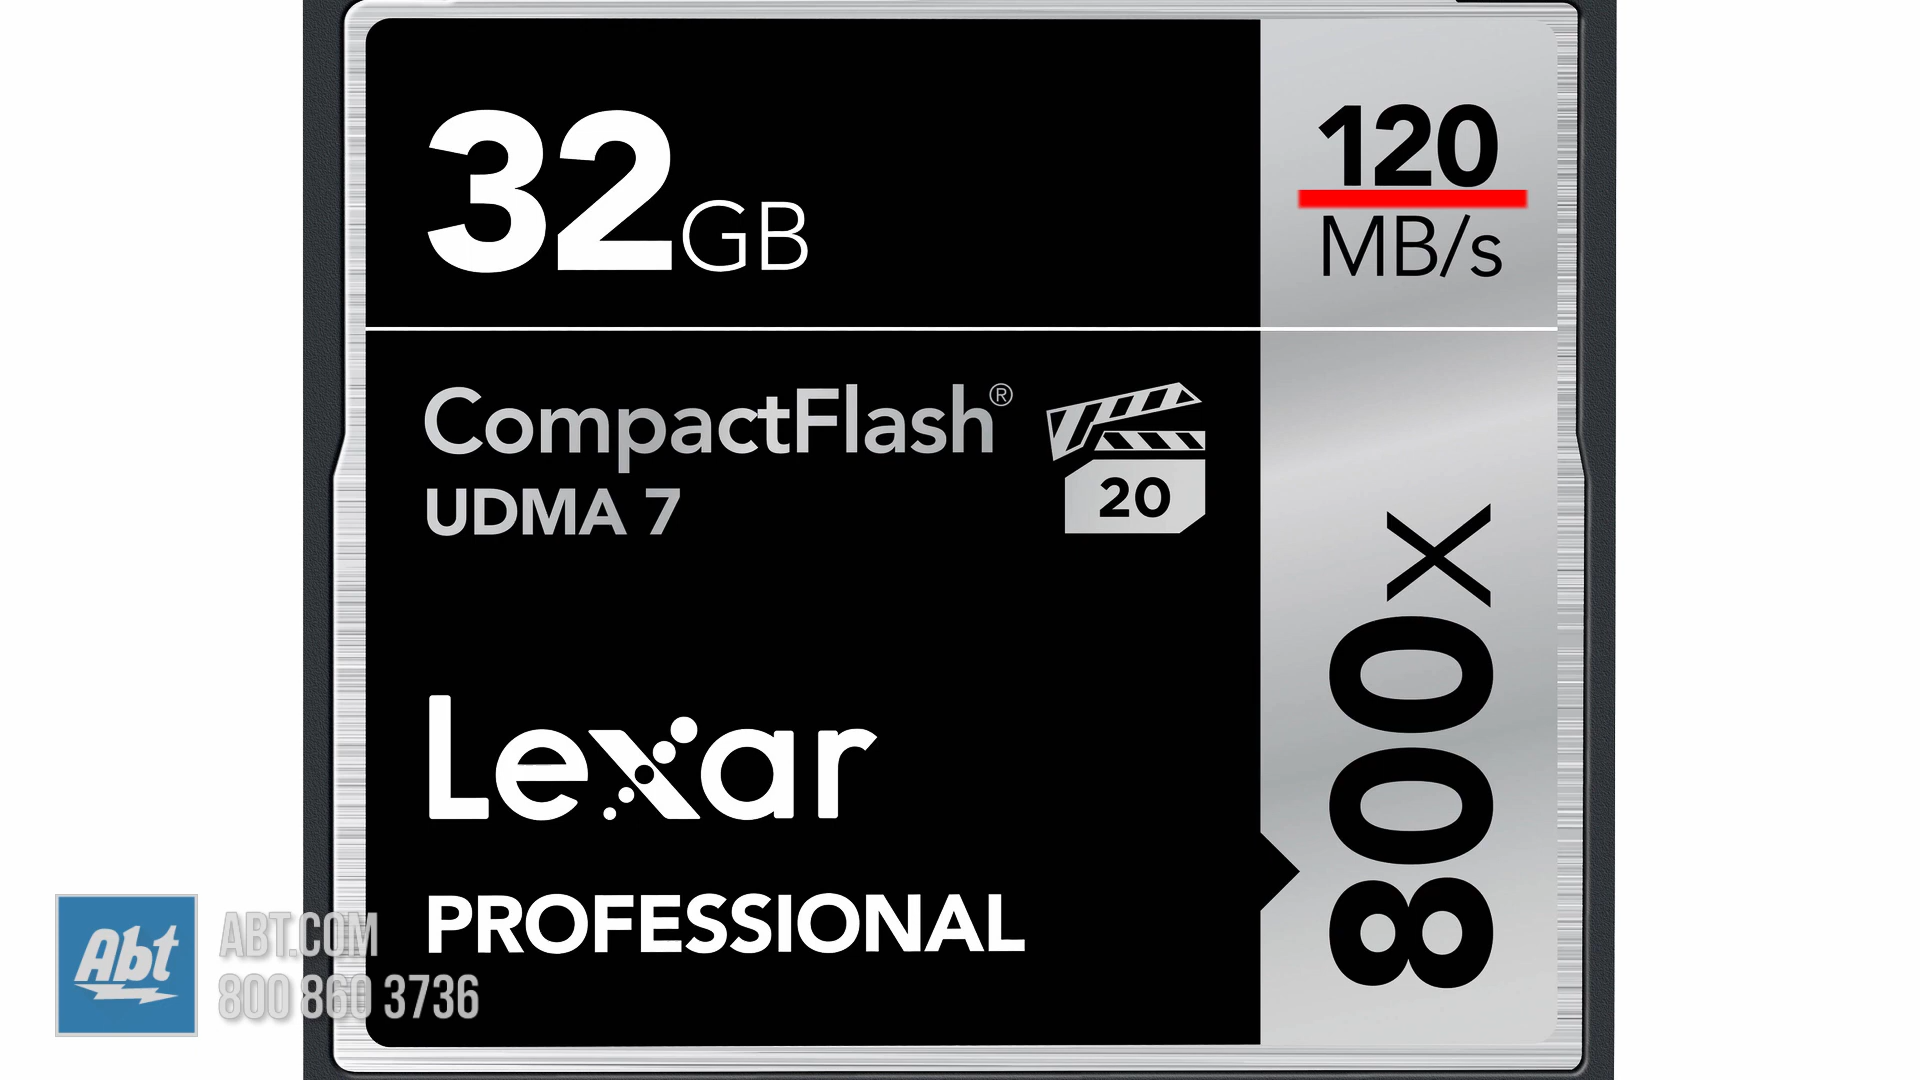 32GB
120
MB/s
CompactFlash®
UDMA 7
20
800x
Lexar
PROFESSIONAL
Abt
ABT.COM
800 860 3736